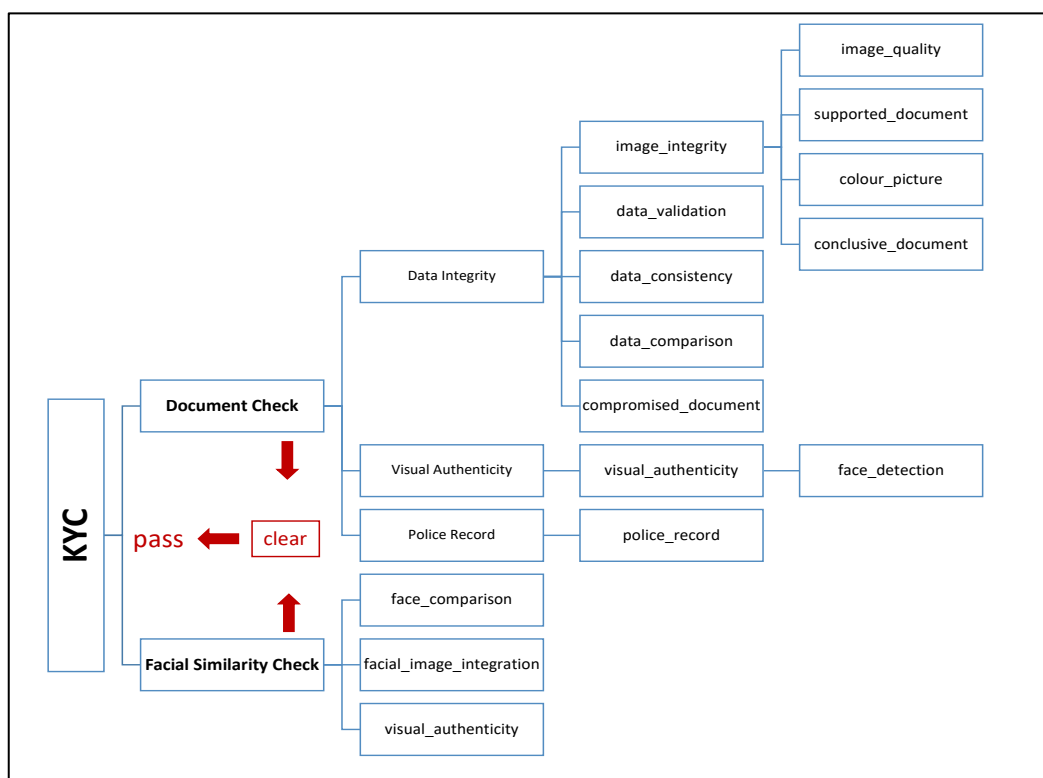 image_quality
supported_document
image_integrity
colour_picture
data_validation
conclusive_document
Data Integrity
data_consistency
data_comparison
Document Check
compromised_document
Visual Authenticity
visual_authenticity
face_detection
KYC
pass
clear
Police Record
police_record
face_comparison
Facial Similarity Check
facial_image_integration
visual_authenticity